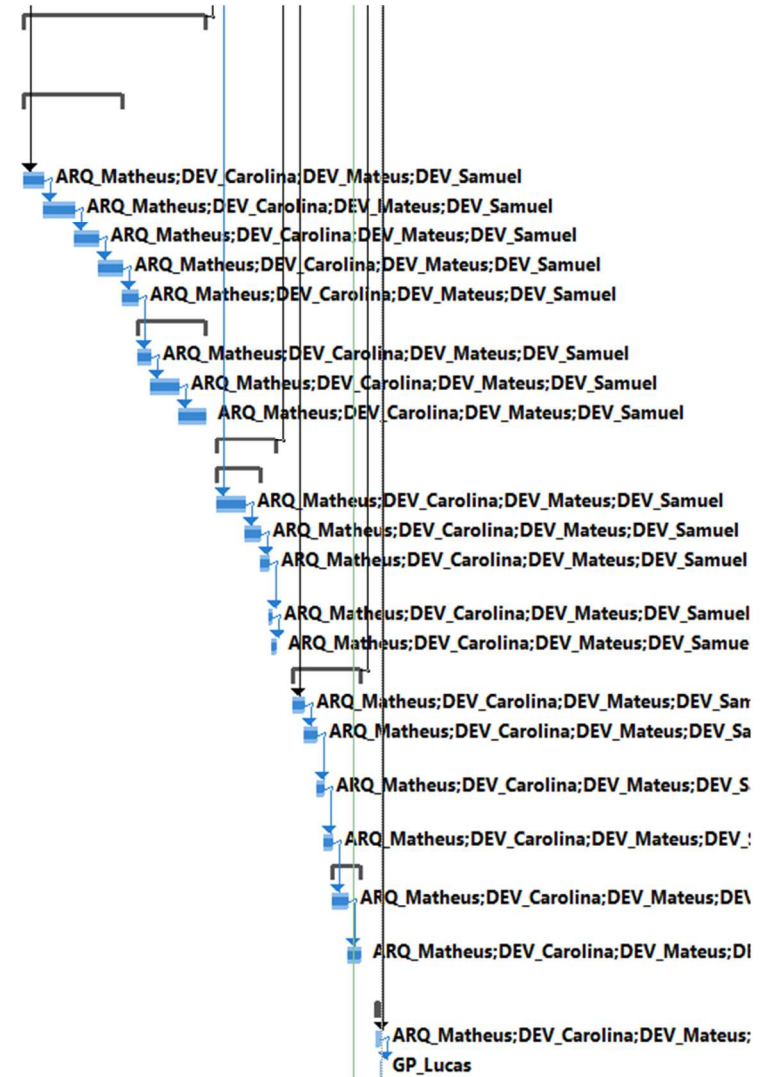 ARQ_Matheus;DEV_Carolina;DEV_Mateus;DEV_Samuel
ARQ_Matheus;DEV_Carolina;DEV_Mateus;DEV_Samuel
ARQ_Matheus;DEV_Carolina;DEV_Mateus;DEV_Samuel
ARQ_Matheus;DEV_Carolina;DEV_Mateus;DEV_Samuel
ARQ_Matheus;DEV_Carolina;DEV_Mateus;DEV_Samuel
ARQ_Matheus;DEV_Carolina;DEV_Mateus;DEV_Samuel
ARQ_Matheus;DEV_Carolina;DEV_Mateus;DEV_Samuel
ARQ_Matheus;DEV_Carolina;DEV_Mateus;DEV_Samuel
ARQ_Matheus;DEV_Carolina;DEV_Mateus;DEV_Samuel
ARQ_Matheus;DEV_Carolina;DEV_Mateus;DEV_Samuel
ARQ_Matheus;DEV_Carolina;DEV_Mateus;DEV_Samuel
ARQ_Matheus;DEV_Carolina;DEV_Mateus;DEV_Samuel
ARQ_Matheus;DEV_Carolina;DEV_Mateus;DEV_Samue
ARQ_Matheus;DEV_Carolina;DEV_Mateus;DEV_Sam
ARQ_Matheus;DEV_Carolina;DEV_Mateus;DEV_Sa
ARQ_Matheus;DEV_Carolina;DEV_Mateus;DEV_S
ARQ_Matheus;DEV_Carolina;DEV_Mateus;DEV_
ARQ_Matheus;DEV_Carolina;DEV_Mateus;DEV
ARQ_Matheus;DEV_Carolina;DEV_Mateus;DE
ARQ_Matheus;DEV_Carolina;DEV_Mateus;
GP_Lucas